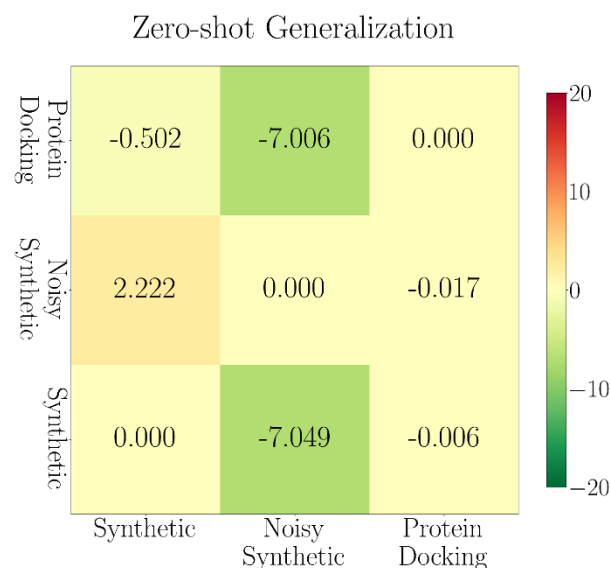 Zero-shot Generalization
Protein
Docking
-0.502 -7.006 0.000
Noisy
Synthetic
2.222 0.000 -0.017
Synthetic
0.000 -7.049 -0.006
Synthetic Noisy
Synthetic Protein
Docking
20
10
0
−10
−20